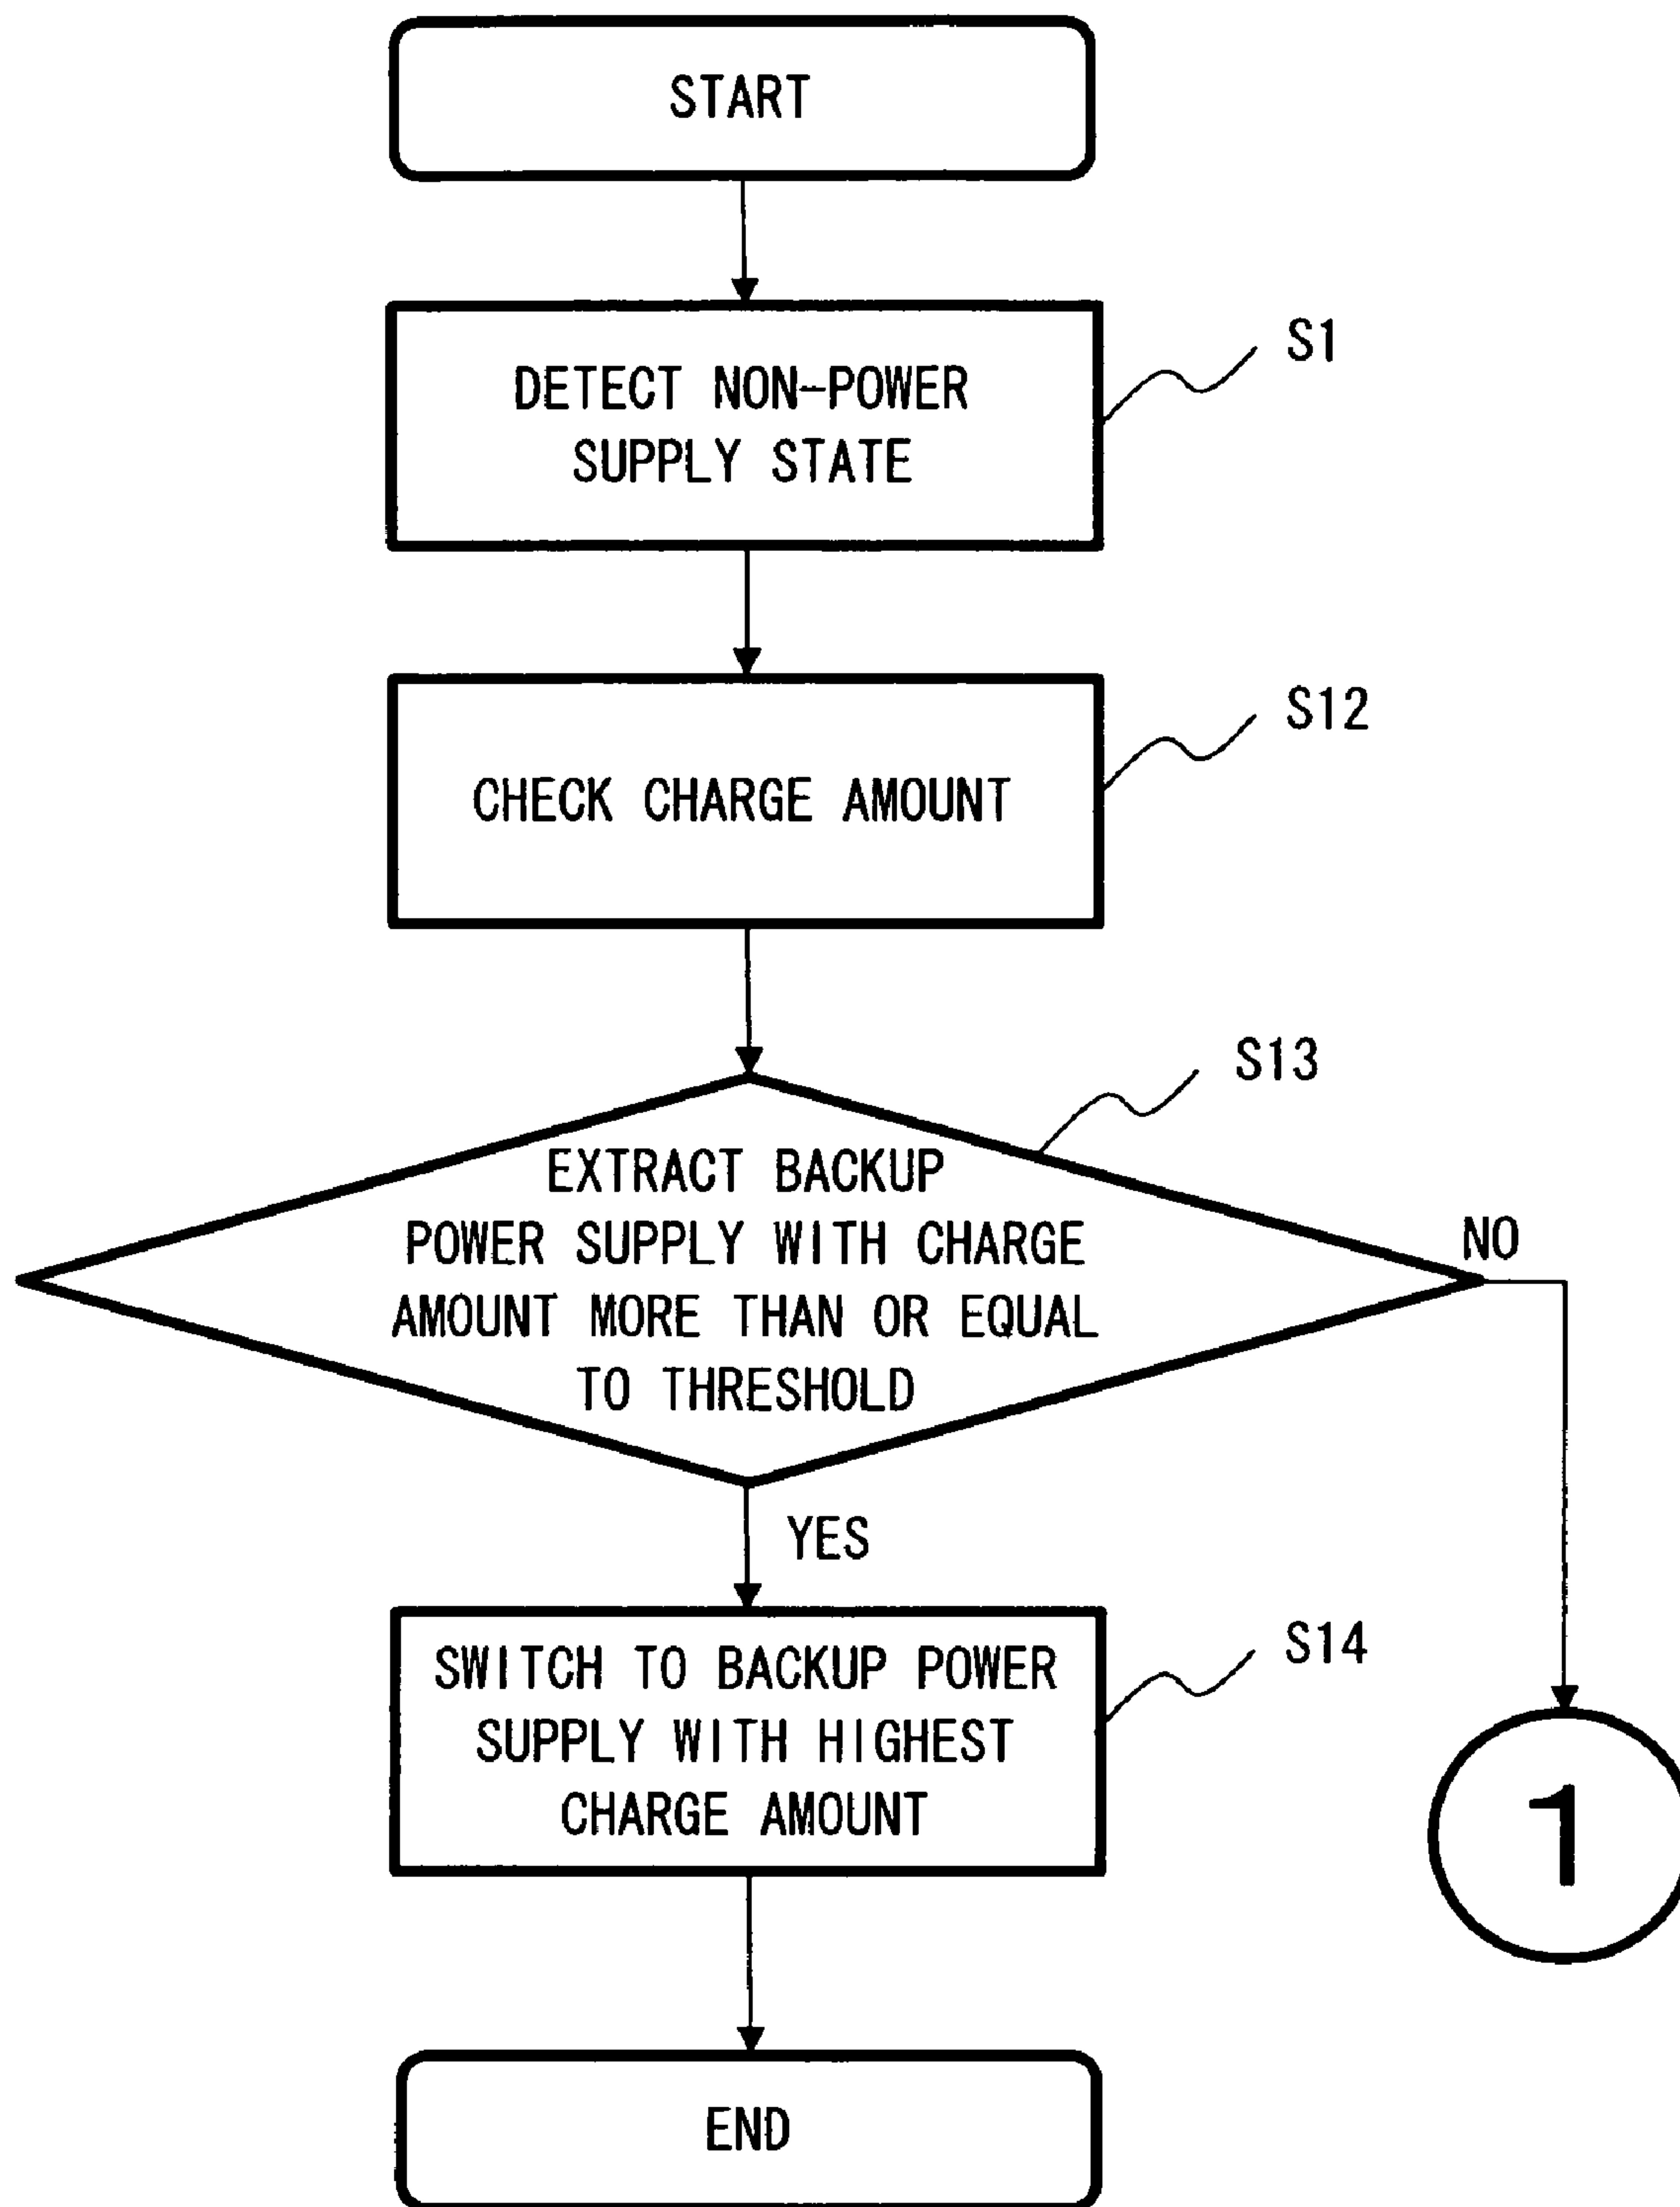 START
DETECT NON-POWER
SUPPLY STATE
S1
CHECK CHARGE AMOUNT
S12
S13
EXTRACT BACKUP
POWER SUPPLY WITH CHARGE
AMOUNT MORE THAN OR EQUAL
TO THRESHOLD
NO
YES
SWITCH TO BACKUP POWER
SUPPLY WITH HIGHEST
CHARGE AMOUNT
S14
1
END